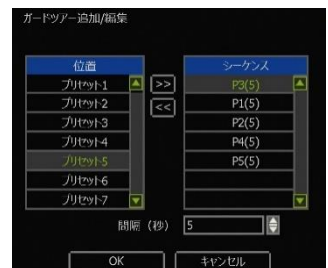 ガードツアー追加/編集
位置 シーケンス
プリセット1 >> P3(5)
プリセット2 << P1(5)
プリセット3 P2(5)
プリセット4 P4(5)
プリセット5 P5(5)
プリセット6
プリセット7
間隔 (秒) 5
OK キャンセル